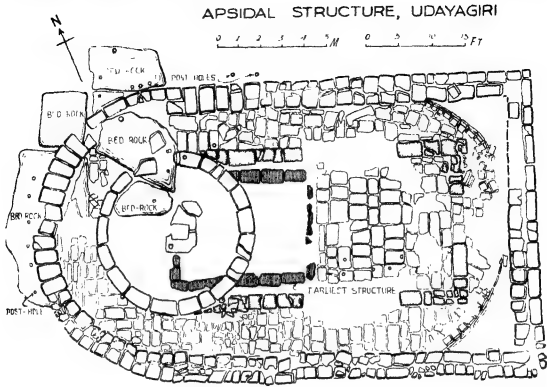 APSIDAL STRUCTURE, UDAYAGIRI
N
0 1 2 3 4 5 M
0 5 10 15 FT
BED ROCK
POST HOLES
BED ROCK
BED ROCK
BED-ROCK
BED ROCK
EARLIEST STRUCTURE
POST-HOLE